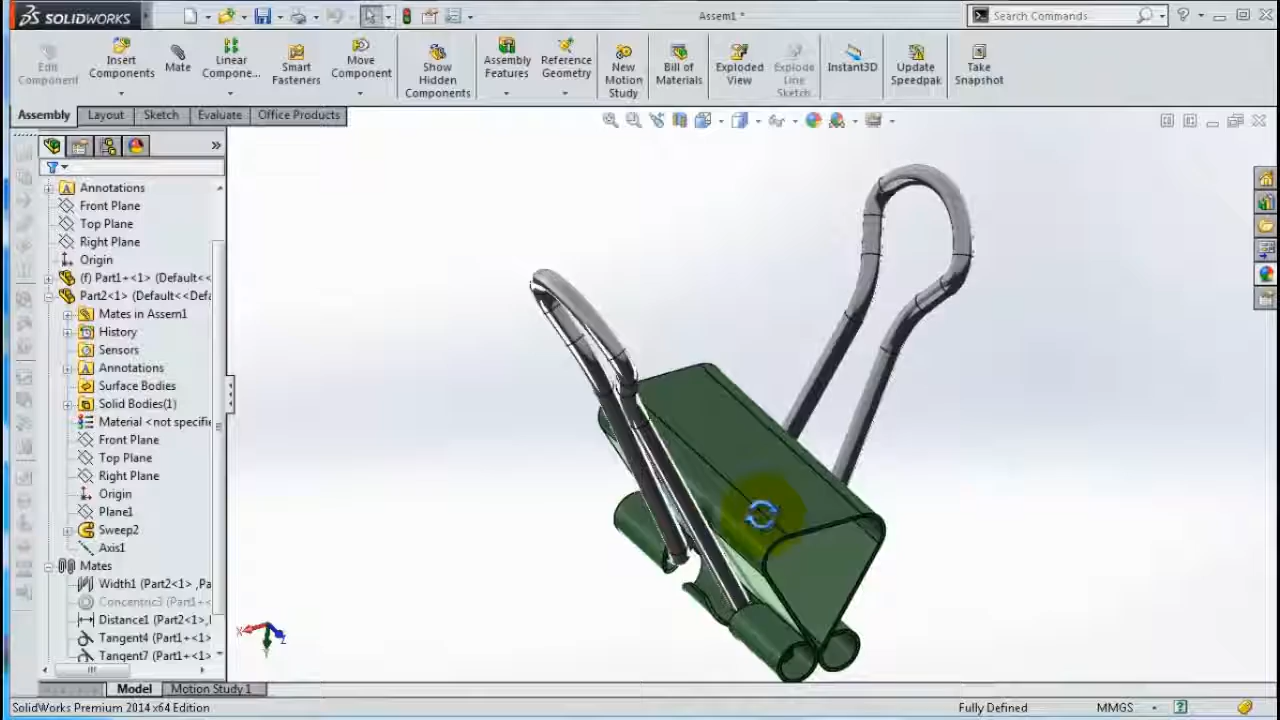 SOLIDWORKS
Assem1 *
Search Commands
Edit Component
Insert Components
Mate
Linear Compone...
Smart Fasteners
Move Component
Show Hidden Components
Assembly Features
Reference Geometry
New Motion Study
Bill of Materials
Exploded View
Explode Line Sketch
Instant3D
Update Speedpak
Take Snapshot
Assembly
Layout
Sketch
Evaluate
Office Products
Annotations
Front Plane
Top Plane
Right Plane
Origin
(f) Part1+<1> (Default<<
Part2<1> (Default<<Defa
Mates in Assem1
History
Sensors
Annotations
Surface Bodies
Solid Bodies(1)
Material <not specifie
Front Plane
Top Plane
Right Plane
Origin
Plane1
Sweep2
Axis1
Mates
Width1 (Part2<1> ,Pa
Concentric3 (Part1+<
Distance1 (Part2<1>,
Tangent4 (Part1+<1>
Tangent7 (Part1+<1>
X
Z
Model
Motion Study 1
SolidWorks Premium 2014 x64 Edition
Fully Defined
MMGS